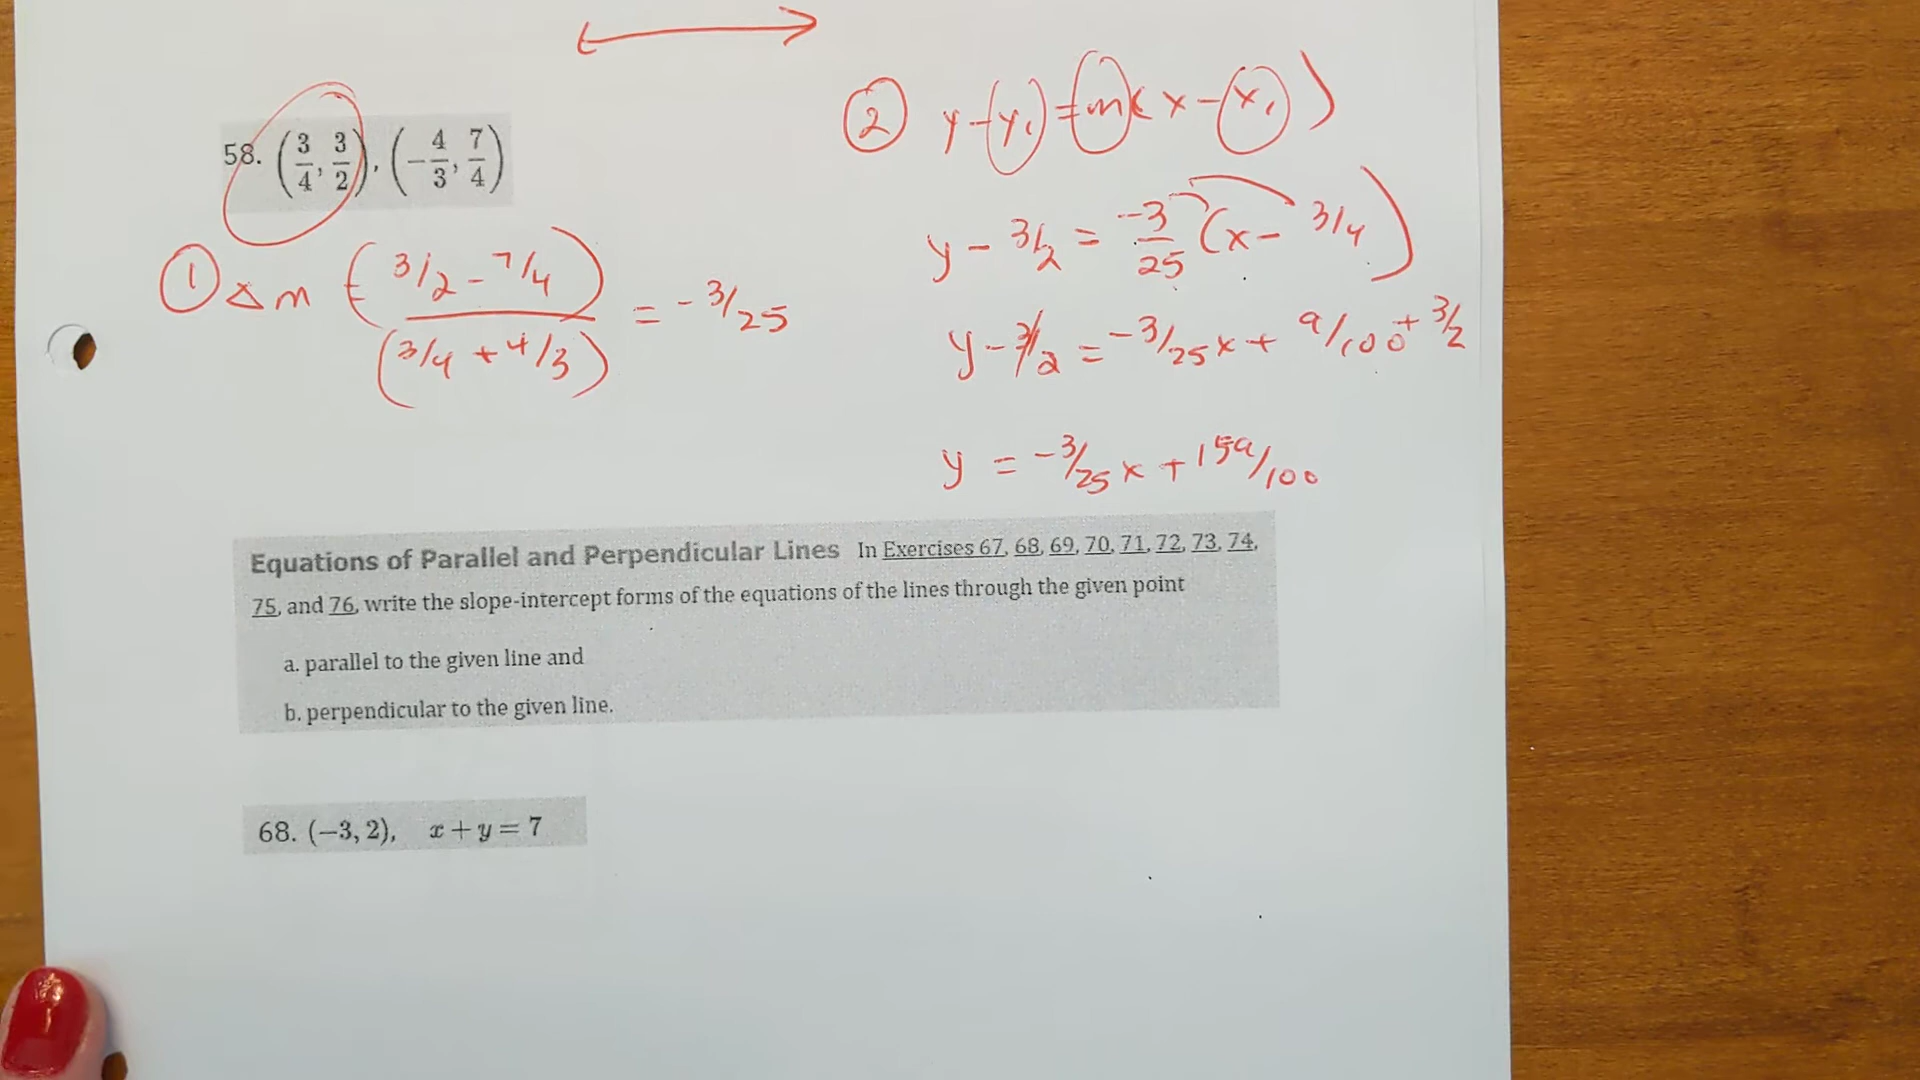 58. (3/4, 3/2), (−4/3, 7/4)
① Δm = (3/2 - 7/4) / (3/4 + 4/3) = - 3/25
② y - y₁ = m(x - x₁)
y - 3/2 = -3/25 (x - 3/4)
y - 3/2 = -3/25 x + 9/100 + 3/2
y = -3/25 x + 159/100
Equations of Parallel and Perpendicular Lines In Exercises 67, 68, 69, 70, 71, 72, 73, 74,
75, and 76, write the slope-intercept forms of the equations of the lines through the given point
a. parallel to the given line and
b. perpendicular to the given line.
68. (−3, 2), x + y = 7